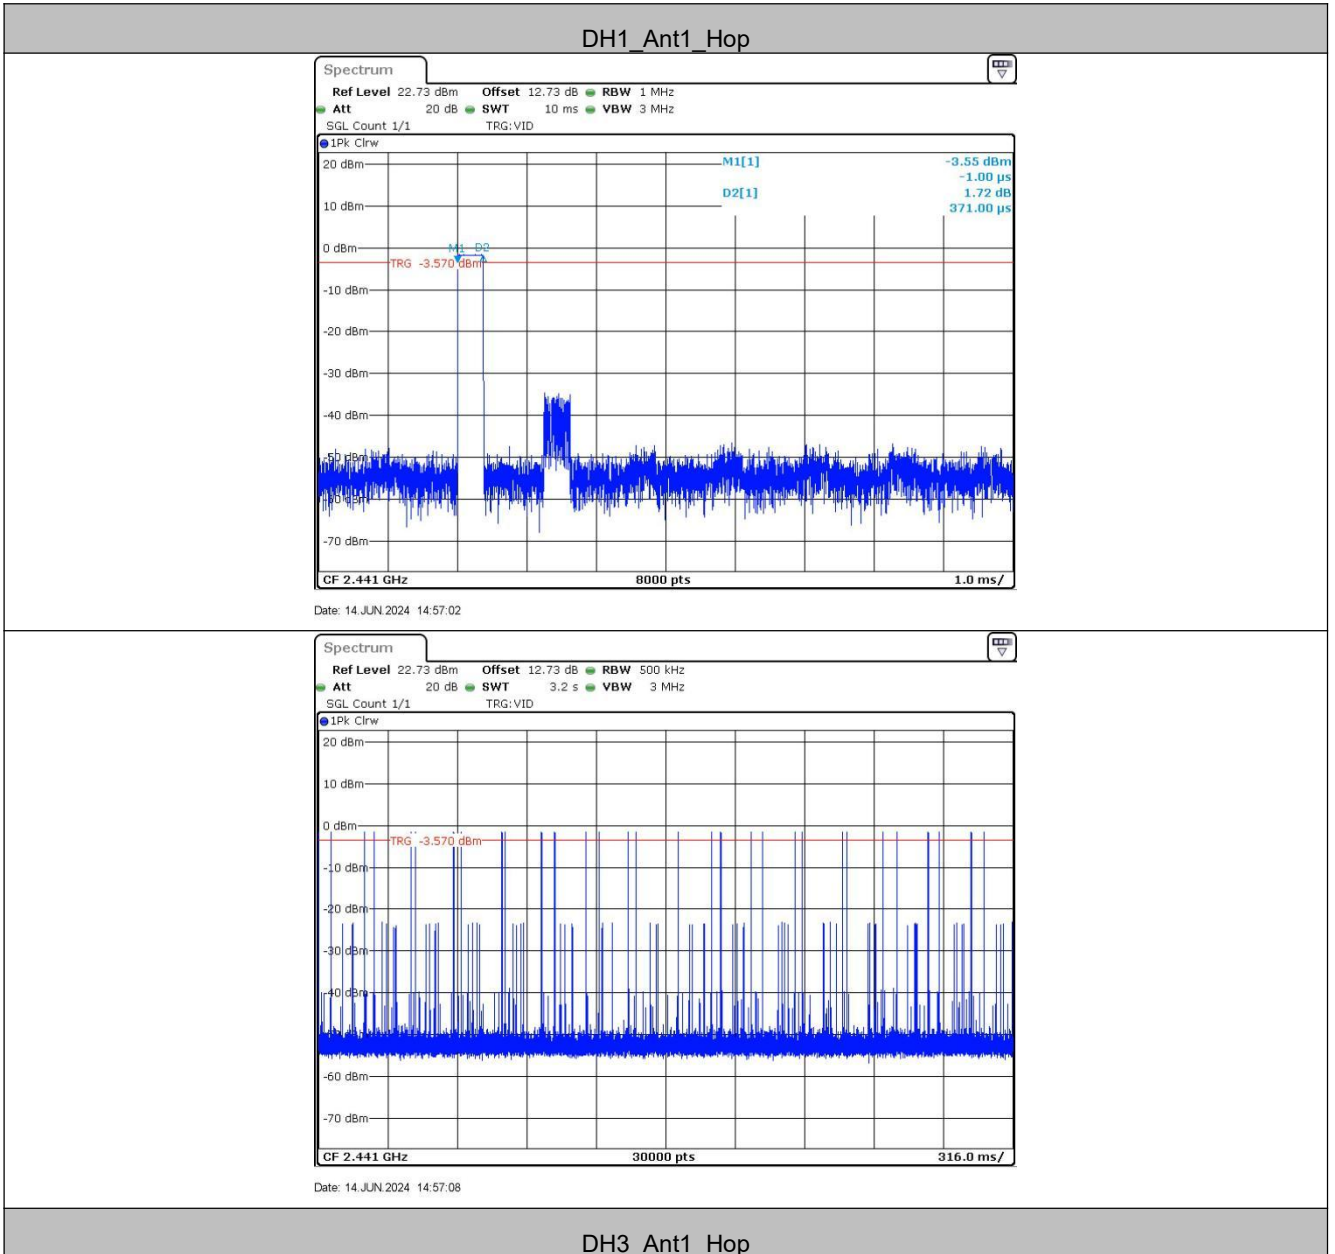 DH1_Ant1_Hop
Spectrum
Ref Level 22.73 dBm Offset 12.73 dB RBW 1 MHz
Att 20 dB SWT 10 ms VBW 3 MHz
SGL Count 1/1 TRG:VID
1Pk Clrw
M1[1] -3.55 dBm
-1.00 µs
D2[1] 1.72 dB
371.00 µs
20 dBm
10 dBm
0 dBm
M1 D2
TRG -3.570 dBm
-10 dBm
-20 dBm
-30 dBm
-40 dBm
-50 dBm
-60 dBm
-70 dBm
CF 2.441 GHz 8000 pts 1.0 ms/
Date: 14.JUN.2024 14:57:02
Spectrum
Ref Level 22.73 dBm Offset 12.73 dB RBW 500 kHz
Att 20 dB SWT 3.2 s VBW 3 MHz
SGL Count 1/1 TRG:VID
1Pk Clrw
20 dBm
10 dBm
0 dBm
TRG -3.570 dBm
-10 dBm
-20 dBm
-30 dBm
-40 dBm
-60 dBm
-70 dBm
CF 2.441 GHz 30000 pts 316.0 ms/
Date: 14.JUN.2024 14:57:08
DH3_Ant1_Hop